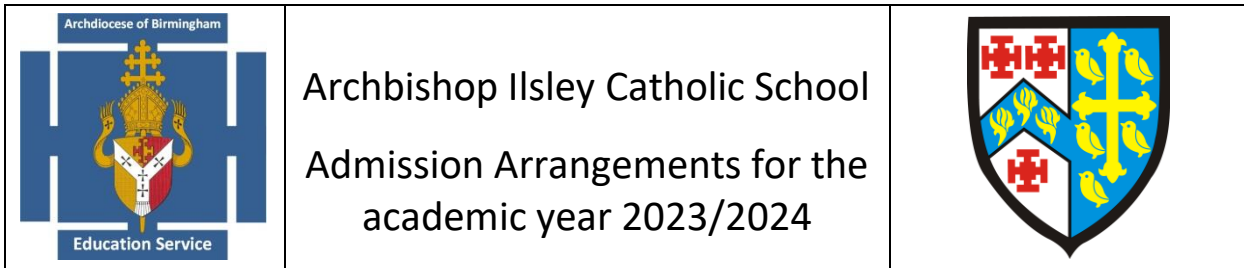 Archdiocese of Birmingham
Education Service
Archbishop Ilsley Catholic School
Admission Arrangements for the
academic year 2023/2024